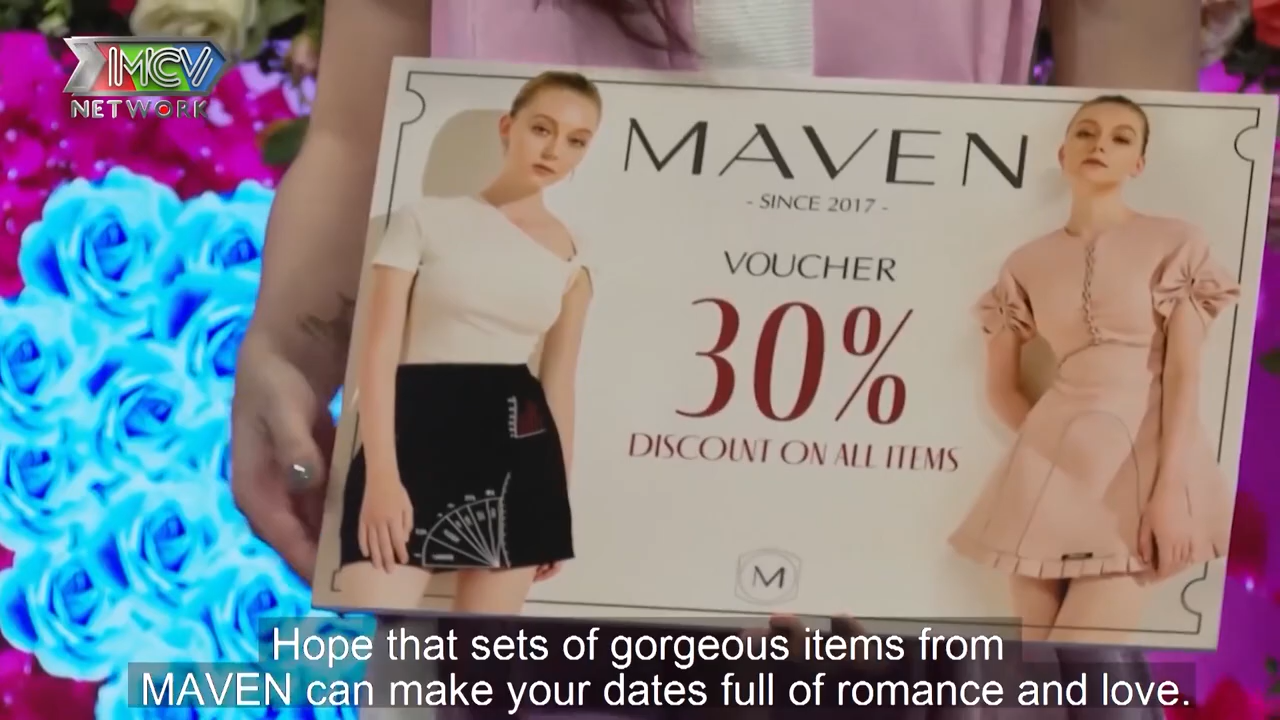 MCV
NETWORK
MAVEN
- SINCE 2017 -
VOUCHER
30%
DISCOUNT ON ALL ITEMS
M
Hope that sets of gorgeous items from
MAVEN can make your dates full of romance and love.